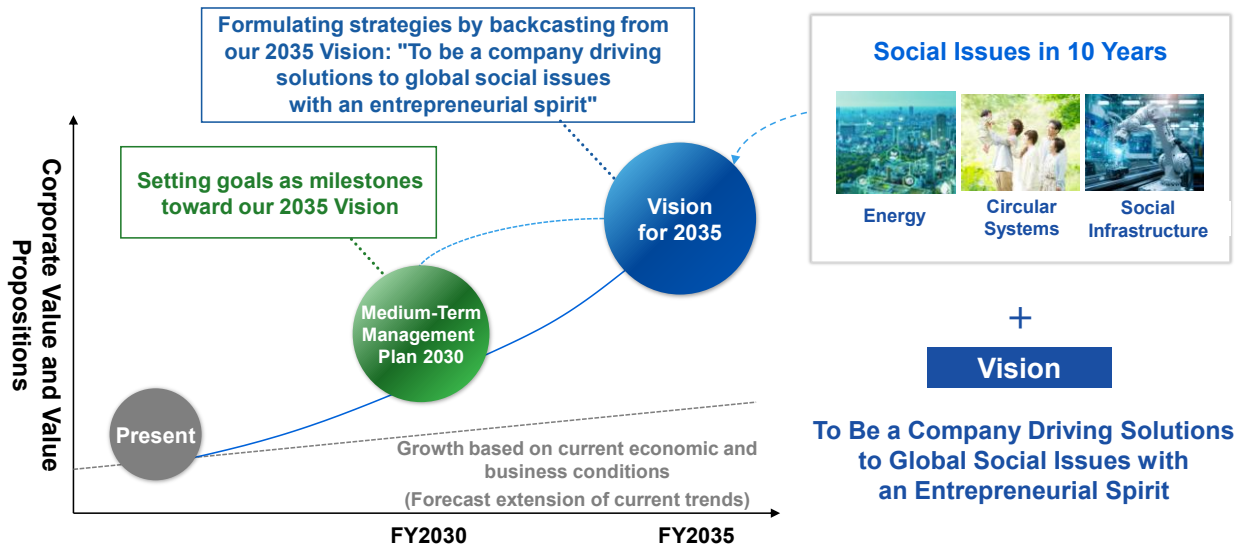 Formulating strategies by backcasting from
our 2035 Vision: "To be a company driving
solutions to global social issues
with an entrepreneurial spirit"
Social Issues in 10 Years
Energy
Circular
Systems
Social
Infrastructure
Setting goals as milestones
toward our 2035 Vision
Vision
for 2035
Medium-Term
Management
Plan 2030
Present
Corporate Value and Value
Propositions
Growth based on current economic and
business conditions
(Forecast extension of current trends)
FY2030
FY2035
+
Vision
To Be a Company Driving Solutions
to Global Social Issues with
an Entrepreneurial Spirit